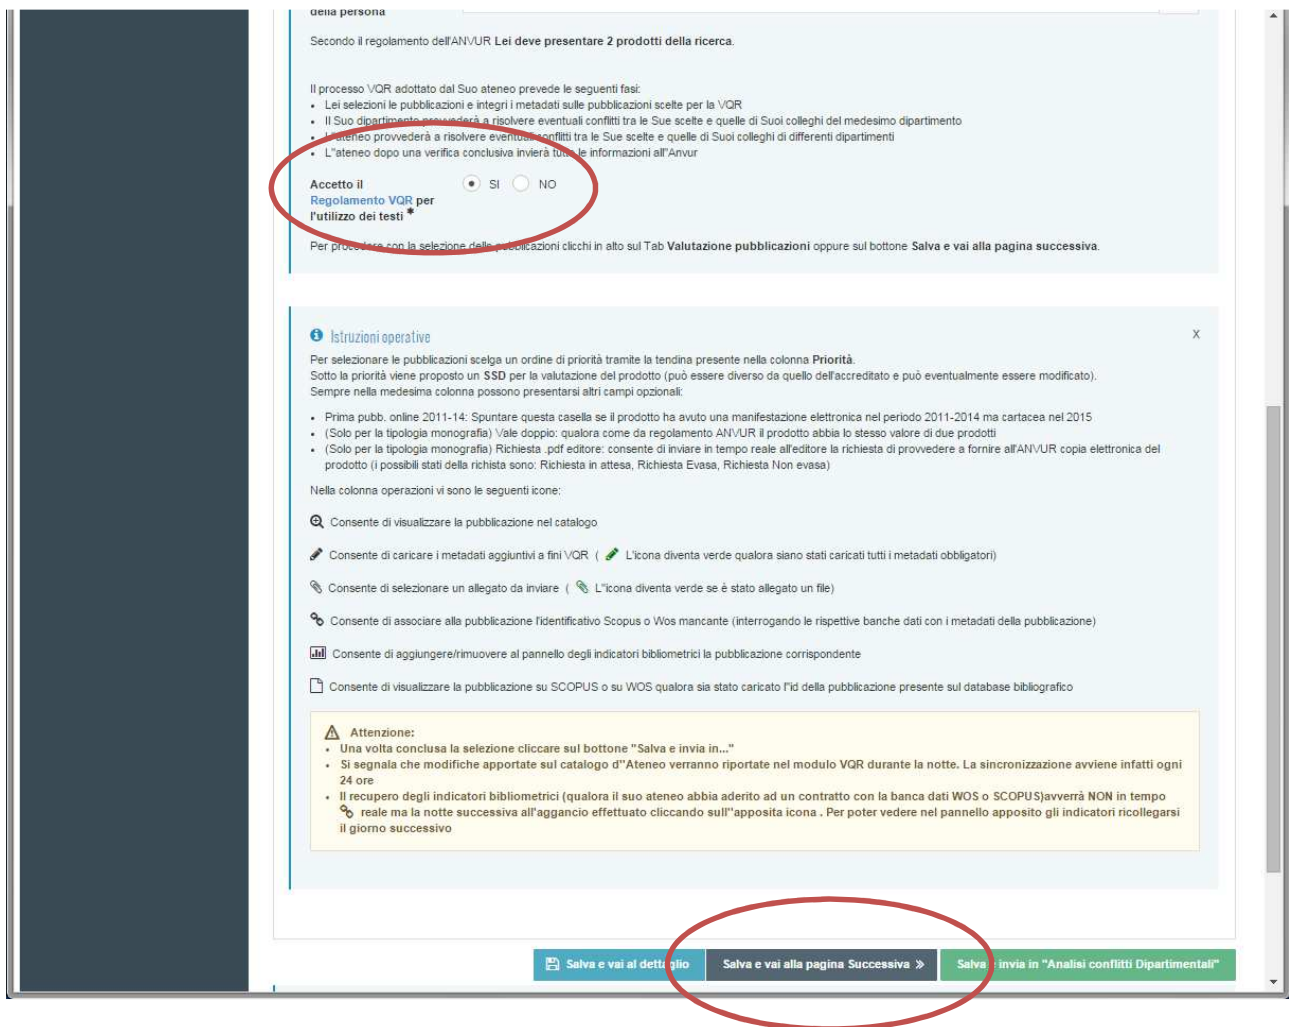 della persona
Secondo il regolamento dell'ANVUR Lei deve presentare 2 prodotti della ricerca.
Il processo VQR adottato dal Suo ateneo prevede le seguenti fasi:
• Lei selezioni le pubblicazioni e integri i metadati sulle pubblicazioni scelte per la VQR
• Il Suo dipartimento provvederà a risolvere eventuali conflitti tra le Sue scelte e quelle di Suoi colleghi del medesimo dipartimento
• L''ateneo provvederà a risolvere eventuali conflitti tra le Sue scelte e quelle di Suoi colleghi di differenti dipartimenti
• L''ateneo dopo una verifica conclusiva invierà tutte le informazioni all''Anvur
Accetto il SI NO
Regolamento VQR per
l'utilizzo dei testi *
Per procedere con la selezione delle pubblicazioni clicchi in alto sul Tab Valutazione pubblicazioni oppure sul bottone Salva e vai alla pagina successiva.
Istruzioni operative X
Per selezionare le pubblicazioni scelga un ordine di priorità tramite la tendina presente nella colonna Priorità.
Sotto la priorità viene proposto un SSD per la valutazione del prodotto (può essere diverso da quello dell'accreditato e può eventualmente essere modificato).
Sempre nella medesima colonna possono presentarsi altri campi opzionali:
• Prima pubb. online 2011-14: Spuntare questa casella se il prodotto ha avuto una manifestazione elettronica nel periodo 2011-2014 ma cartacea nel 2015
• (Solo per la tipologia monografia) Vale doppio: qualora come da regolamento ANVUR il prodotto abbia lo stesso valore di due prodotti
• (Solo per la tipologia monografia) Richiesta .pdf editore: consente di inviare in tempo reale all'editore la richiesta di provvedere a fornire all'ANVUR copia elettronica del
prodotto (i possibili stati della richista sono: Richiesta in attesa, Richiesta Evasa, Richiesta Non evasa)
Nella colonna operazioni vi sono le seguenti icone:
Consente di visualizzare la pubblicazione nel catalogo
Consente di caricare i metadati aggiuntivi a fini VQR ( L'icona diventa verde qualora siano stati caricati tutti i metadati obbligatori)
Consente di selezionare un allegato da inviare ( L''icona diventa verde se è stato allegato un file)
Consente di associare alla pubblicazione l'identificativo Scopus o Wos mancante (interrogando le rispettive banche dati con i metadati della pubblicazione)
Consente di aggiungere/rimuovere al pannello degli indicatori bibliometrici la pubblicazione corrispondente
Consente di visualizzare la pubblicazione su SCOPUS o su WOS qualora sia stato caricato l''id della pubblicazione presente sul database bibliografico
Attenzione:
• Una volta conclusa la selezione cliccare sul bottone "Salva e invia in..."
• Si segnala che modifiche apportate sul catalogo d''Ateneo verranno riportate nel modulo VQR durante la notte. La sincronizzazione avviene infatti ogni
24 ore
• Il recupero degli indicatori bibliometrici (qualora il suo ateneo abbia aderito ad un contratto con la banca dati WOS o SCOPUS)avverrà NON in tempo
reale ma la notte successiva all'aggancio effettuato cliccando sull''apposita icona . Per poter vedere nel pannello apposito gli indicatori ricollegarsi
il giorno successivo
Salva e vai al dettaglio Salva e vai alla pagina Successiva » Salva e invia in "Analisi conflitti Dipartimentali"